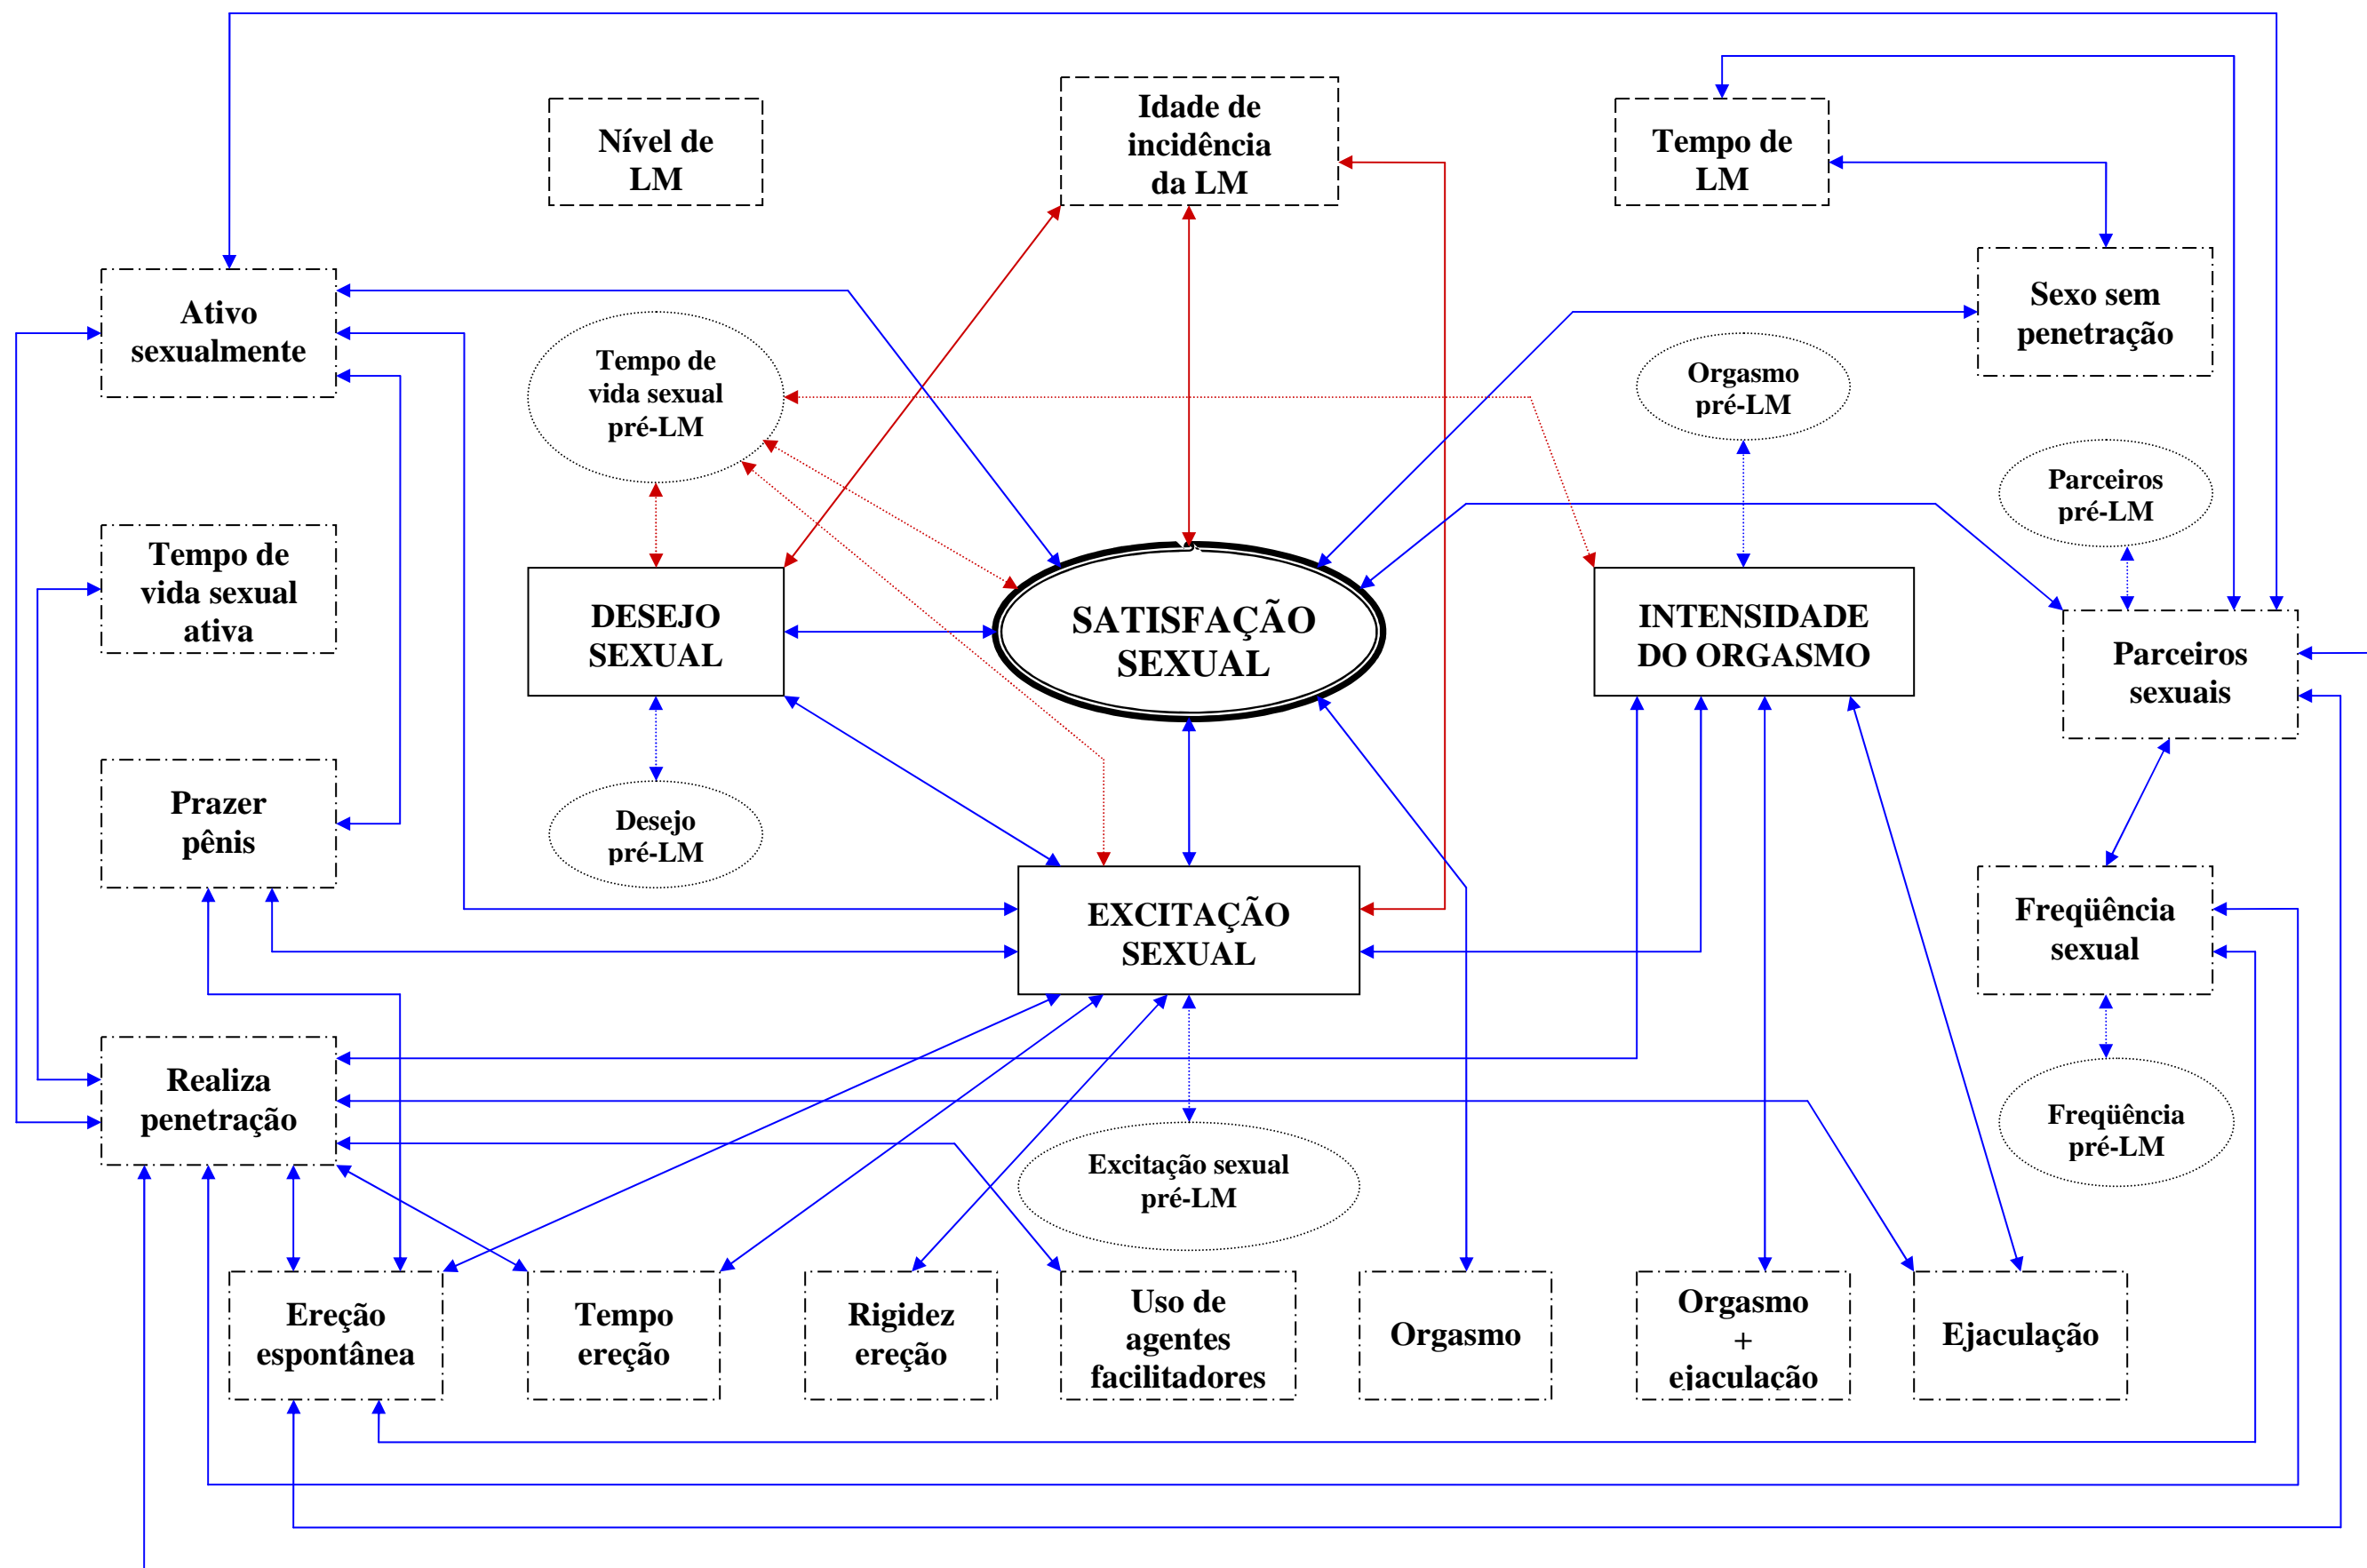 Nível de
LM
Idade de
incidência
da LM
Tempo de
LM
Ativo
sexualmente
Tempo de
vida sexual
pré-LM
Orgasmo
pré-LM
Sexo sem
penetração
Parceiros
pré-LM
Tempo de
vida sexual
ativa
DESEJO
SEXUAL
SATISFAÇÃO
SEXUAL
INTENSIDADE
DO ORGASMO
Parceiros
sexuais
Prazer
pênis
Desejo
pré-LM
EXCITAÇÃO
SEXUAL
Freqüência
sexual
Realiza
penetração
Excitação sexual
pré-LM
Freqüência
pré-LM
Ereção
espontânea
Tempo
ereção
Rigidez
ereção
Uso de
agentes
facilitadores
Orgasmo
Orgasmo
+
ejaculação
Ejaculação